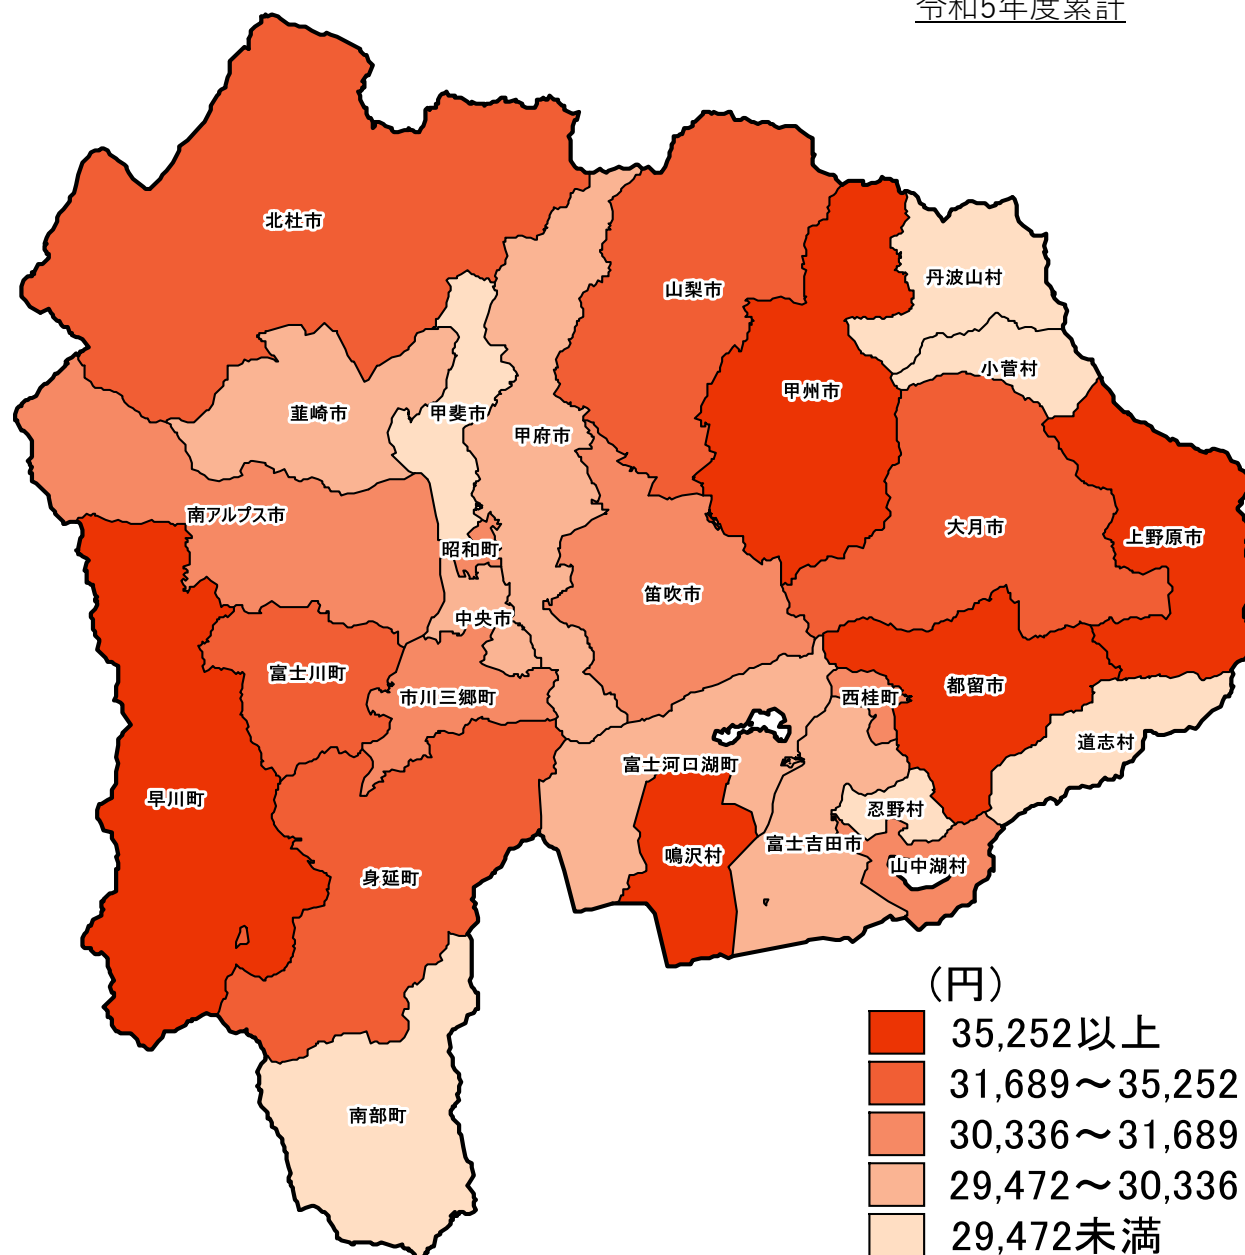 令和5年度累計
北杜市
丹波山村
山梨市
小菅村
甲州市
韮崎市
甲斐市
甲府市
南アルプス市
大月市
上野原市
昭和町
笛吹市
中央市
富士川町
都留市
市川三郷町
西桂町
道志村
富士河口湖町
早川町
忍野村
富士吉田市
鳴沢村
山中湖村
身延町
南部町
(円)
35,252以上
31,689～35,252
30,336～31,689
29,472～30,336
29,472未満